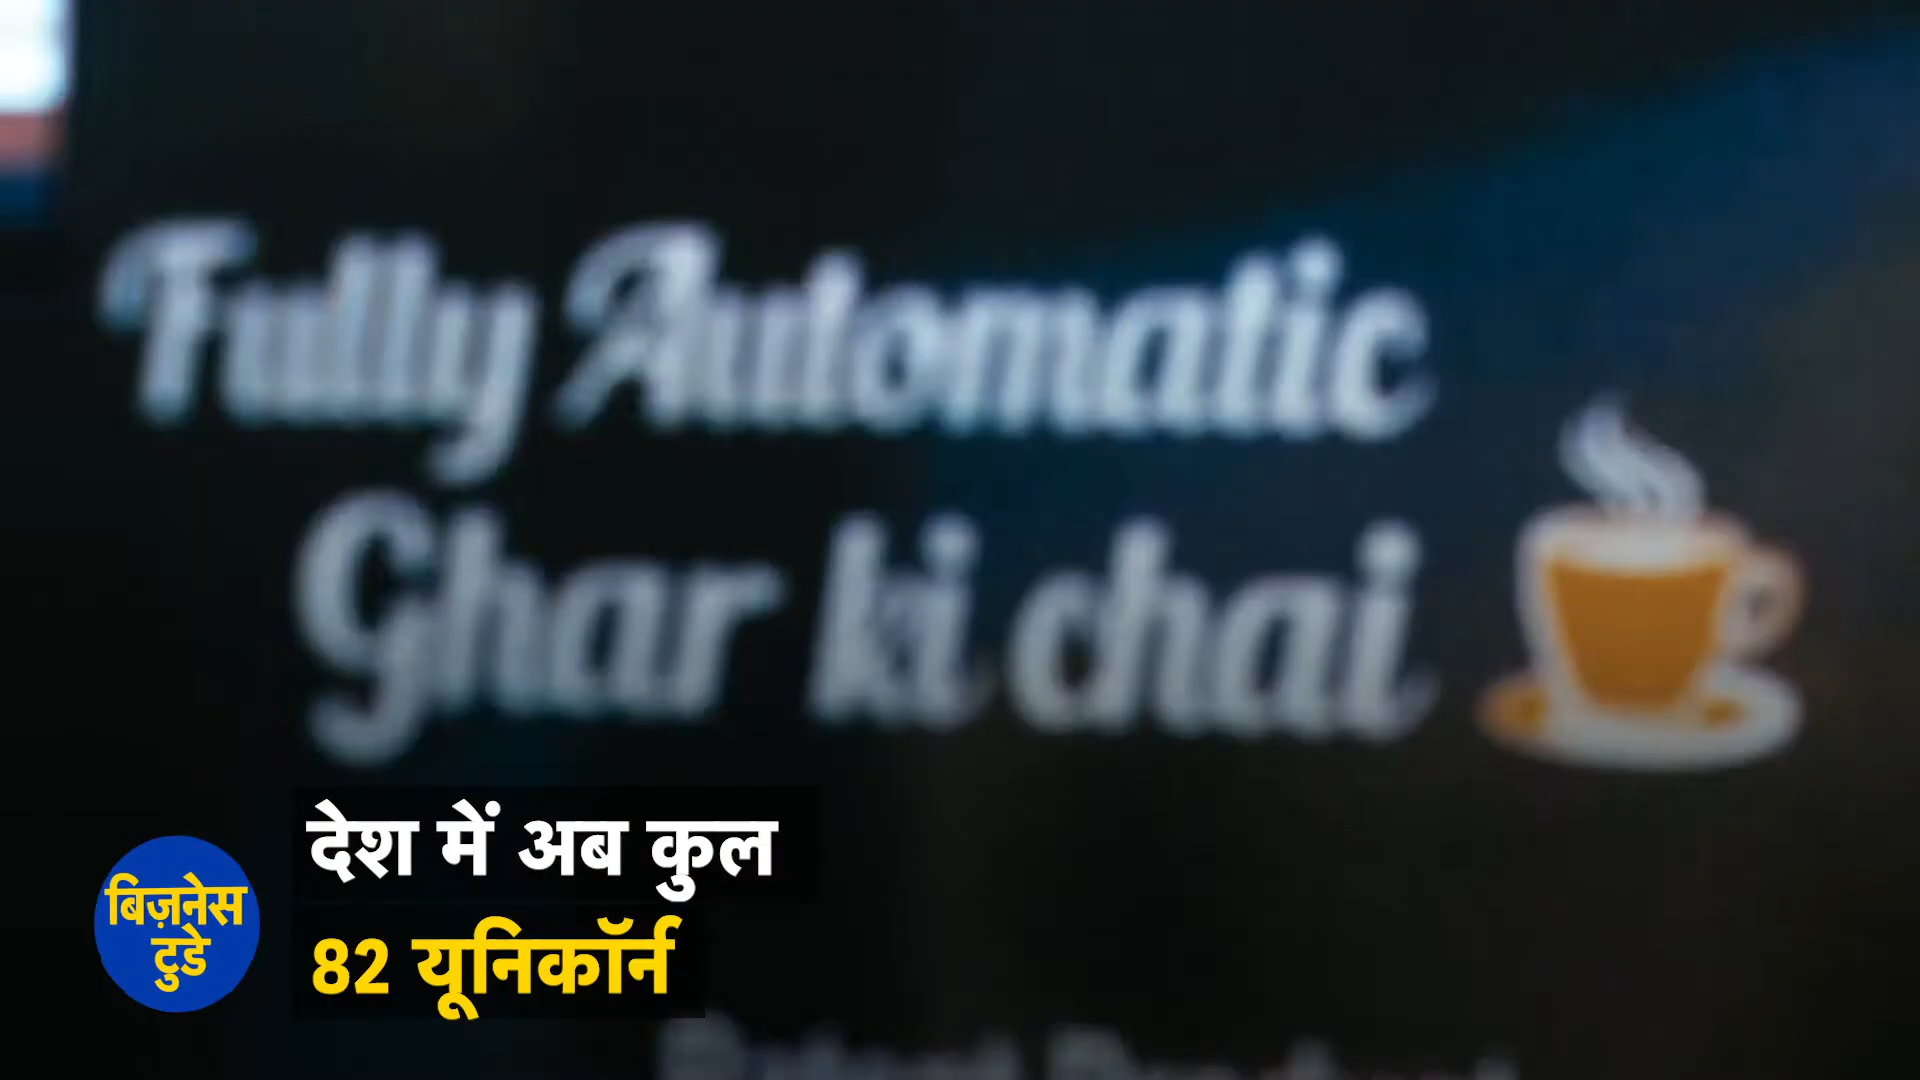 Fully Automatic
Ghar ki chai
देश में अब कुल
82 यूनिकॉर्न
बिज़नेस
टुडे